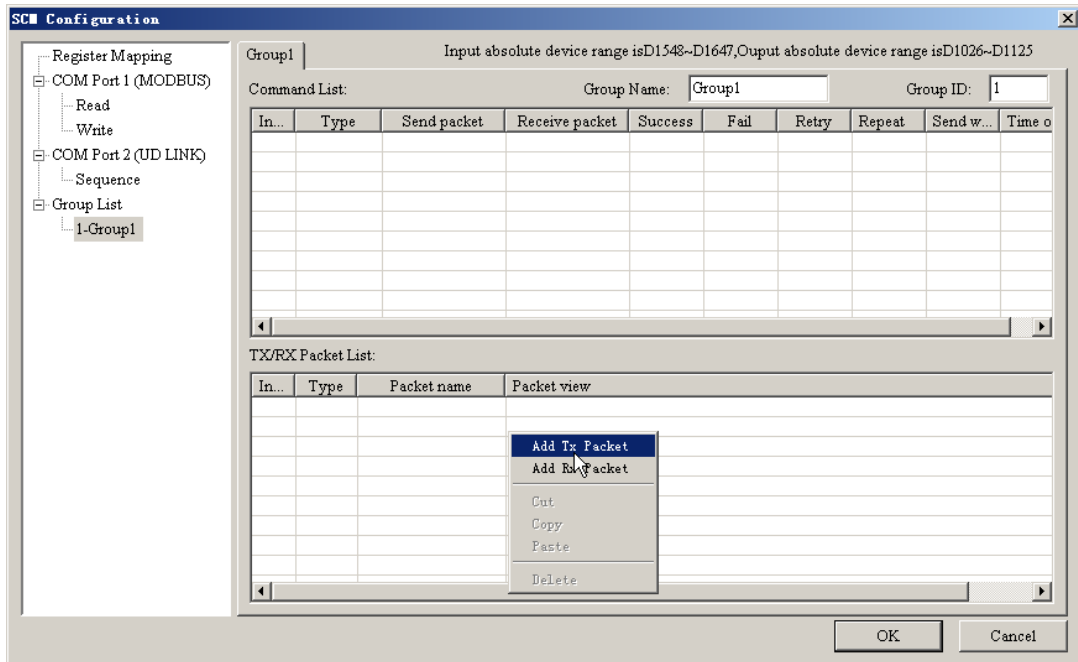 SCM Configuration
Register Mapping
COM Port 1 (MODBUS)
Read
Write
COM Port 2 (UD LINK)
Sequence
Group List
1-Group1
Group1
Input absolute device range isD1548~D1647,Ouput absolute device range isD1026~D1125
Command List: Group Name: Group1 Group ID: 1
In... Type Send packet Receive packet Success Fail Retry Repeat Send w... Time o
TX/RX Packet List:
In... Type Packet name Packet view
Add Tx Packet
Add Rx Packet
Cut
Copy
Paste
Delete
OK Cancel